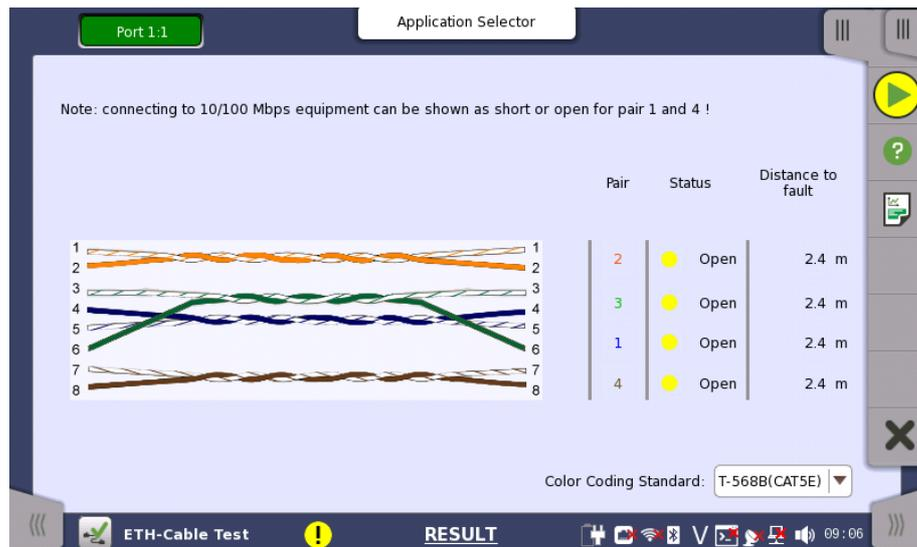 Port 1:1
Application Selector
Note: connecting to 10/100 Mbps equipment can be shown as short or open for pair 1 and 4 !
Pair Status Distance to
fault
1 1
2 2
3 3
4 4
5 5
6 6
7 7
8 8
2 Open 2.4 m
3 Open 2.4 m
1 Open 2.4 m
4 Open 2.4 m
Color Coding Standard: T-568B(CAT5E)
ETH-Cable Test ! RESULT V 09:06